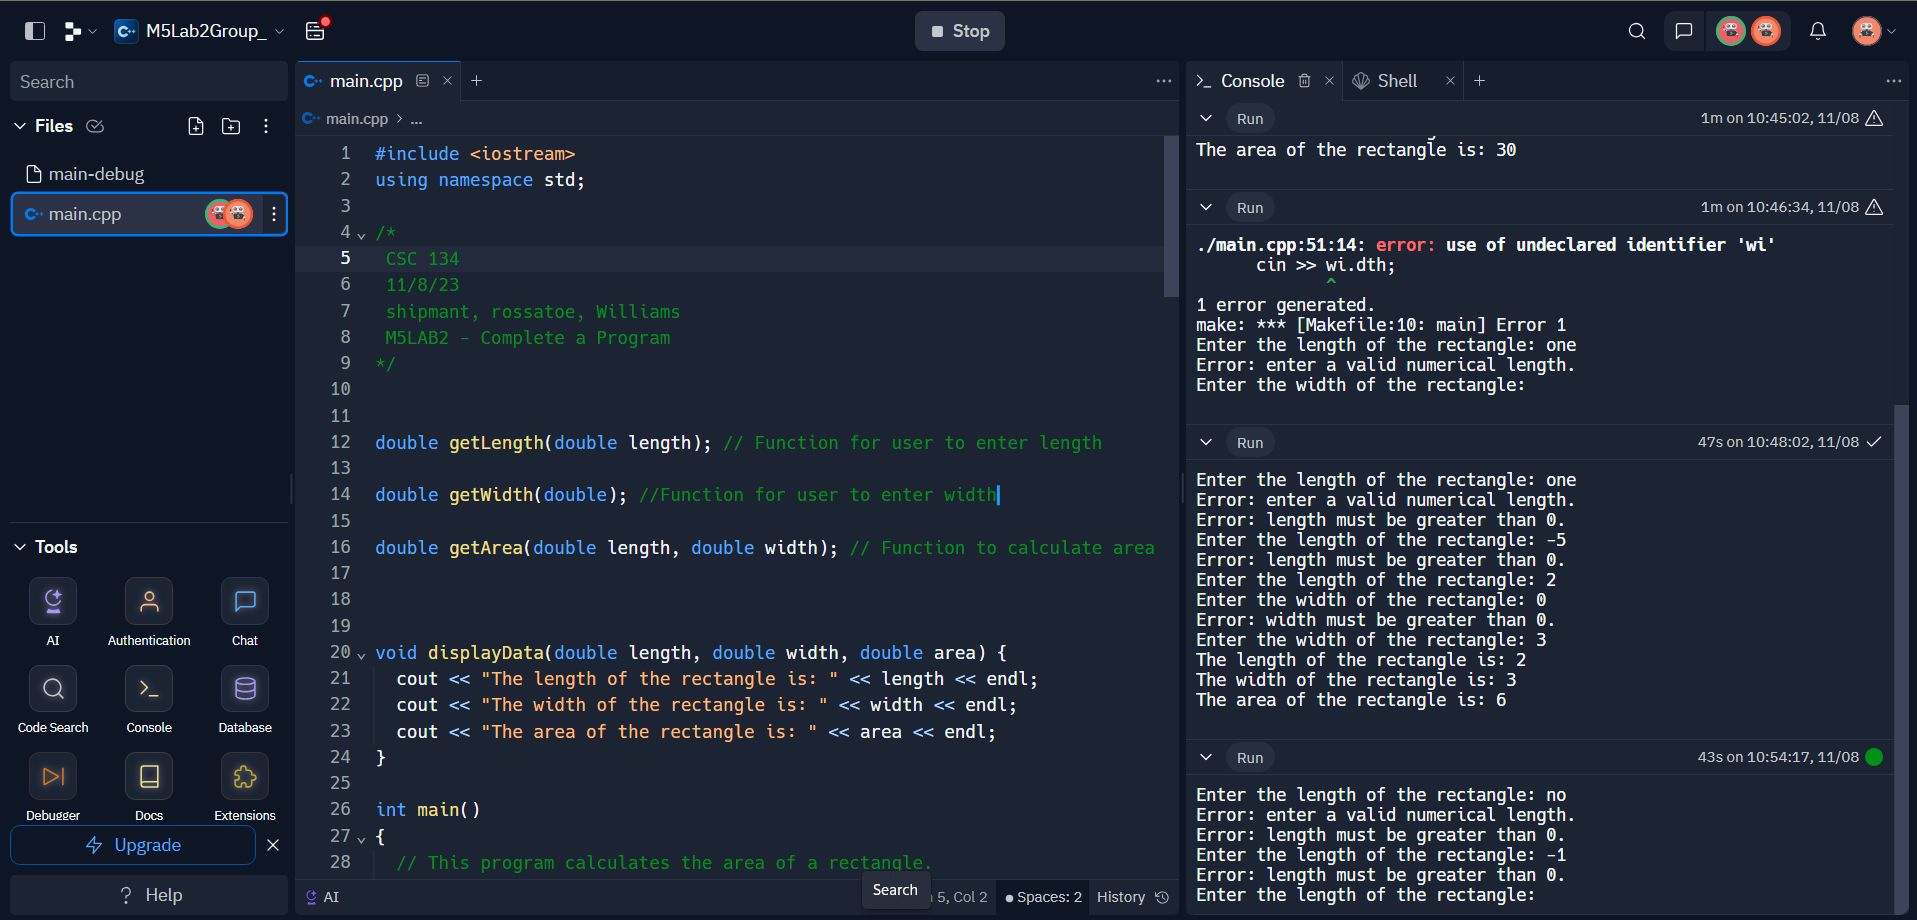 M5Lab2Group_
Stop
Search
Files
main-debug
main.cpp
Tools
AI
Authentication
Chat
Code Search
Console
Database
Debugger
Docs
Extensions
Upgrade
Help
main.cpp
main.cpp > ...
1 #include <iostream>
2 using namespace std;
3
4 /*
5 CSC 134
6 11/8/23
7 shipmant, rossatoe, Williams
8 M5LAB2 - Complete a Program
9 */
10
11
12 double getLength(double length); // Function for user to enter length
13
14 double getWidth(double); //Function for user to enter width
15
16 double getArea(double length, double width); // Function to calculate area
17
18
19
20 void displayData(double length, double width, double area) {
21 cout << "The length of the rectangle is: " << length << endl;
22 cout << "The width of the rectangle is: " << width << endl;
23 cout << "The area of the rectangle is: " << area << endl;
24 }
25
26 int main()
27 {
28 // This program calculates the area of a rectangle.
AI
Search
5, Col 2
Spaces: 2
History
Console
Shell
Run
1m on 10:45:02, 11/08
The area of the rectangle is: 30
Run
1m on 10:46:34, 11/08
./main.cpp:51:14: error: use of undeclared identifier 'wi'
cin >> wi.dth;
^
1 error generated.
make: *** [Makefile:10: main] Error 1
Enter the length of the rectangle: one
Error: enter a valid numerical length.
Enter the width of the rectangle:
Run
47s on 10:48:02, 11/08
Enter the length of the rectangle: one
Error: enter a valid numerical length.
Error: length must be greater than 0.
Enter the length of the rectangle: -5
Error: length must be greater than 0.
Enter the length of the rectangle: 2
Enter the width of the rectangle: 0
Error: width must be greater than 0.
Enter the width of the rectangle: 3
The length of the rectangle is: 2
The width of the rectangle is: 3
The area of the rectangle is: 6
Run
43s on 10:54:17, 11/08
Enter the length of the rectangle: no
Error: enter a valid numerical length.
Error: length must be greater than 0.
Enter the length of the rectangle: -1
Error: length must be greater than 0.
Enter the length of the rectangle: